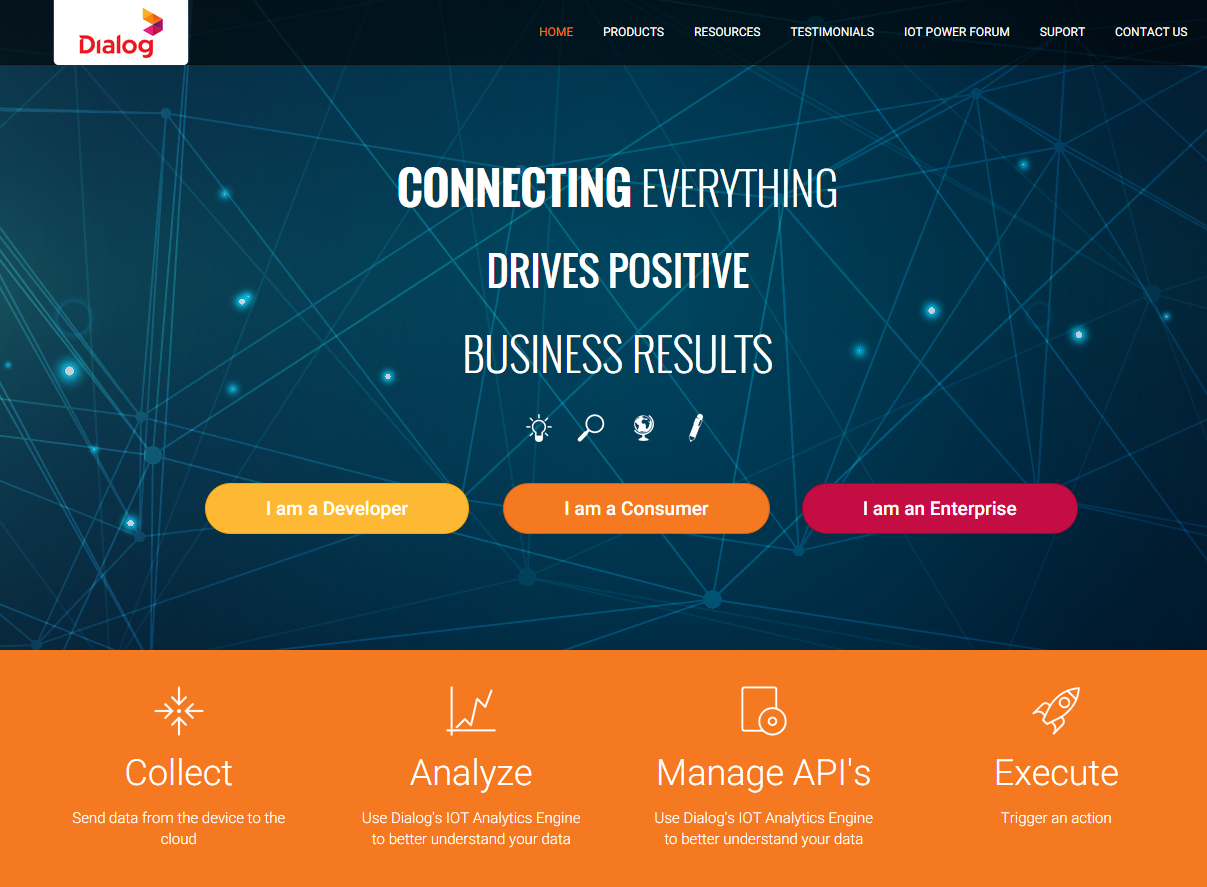 Dialog
HOME
PRODUCTS
RESOURCES
TESTIMONIALS
IOT POWER FORUM
SUPORT
CONTACT US
CONNECTING EVERYTHING
DRIVES POSITIVE
BUSINESS RESULTS
I am a Developer
I am a Consumer
I am an Enterprise
Collect
Send data from the device to the
cloud
Analyze
Use Dialog's IOT Analytics Engine
to better understand your data
Manage API's
Use Dialog's IOT Analytics Engine
to better understand your data
Execute
Trigger an action